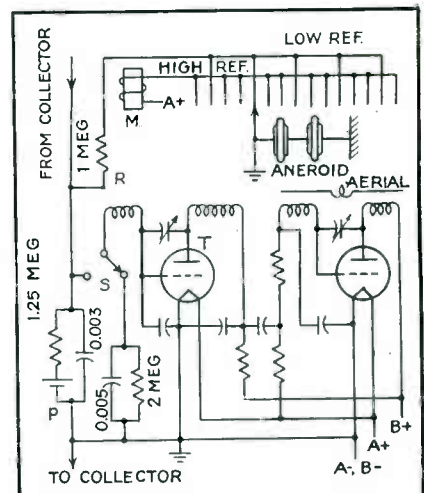 LOW REF.
HIGH REF.
M
A+
FROM COLLECTOR
1 MEG
R
ANEROID
AERIAL
T
S
1.25 MEG
0.003
P
0.005
2 MEG
B+
A+
A-, B-
TO COLLECTOR